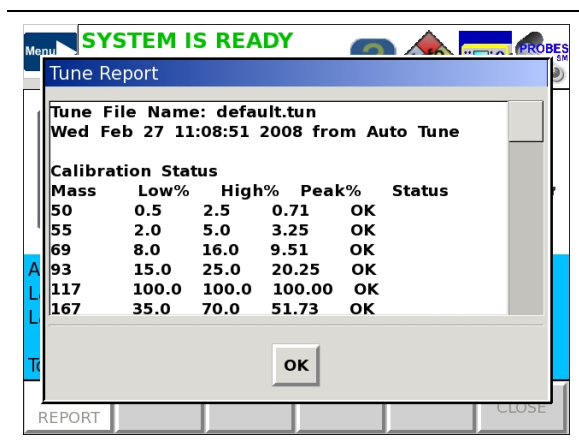 Menu
SYSTEM IS READY
PROBES
SM
Tune Report
Tune File Name: default.tun
Wed Feb 27 11:08:51 2008 from Auto Tune
Calibration Status
Mass Low% High% Peak% Status
50 0.5 2.5 0.71 OK
55 2.0 5.0 3.25 OK
69 8.0 16.0 9.51 OK
93 15.0 25.0 20.25 OK
117 100.0 100.0 100.00 OK
167 35.0 70.0 51.73 OK
OK
REPORT
CLOSE